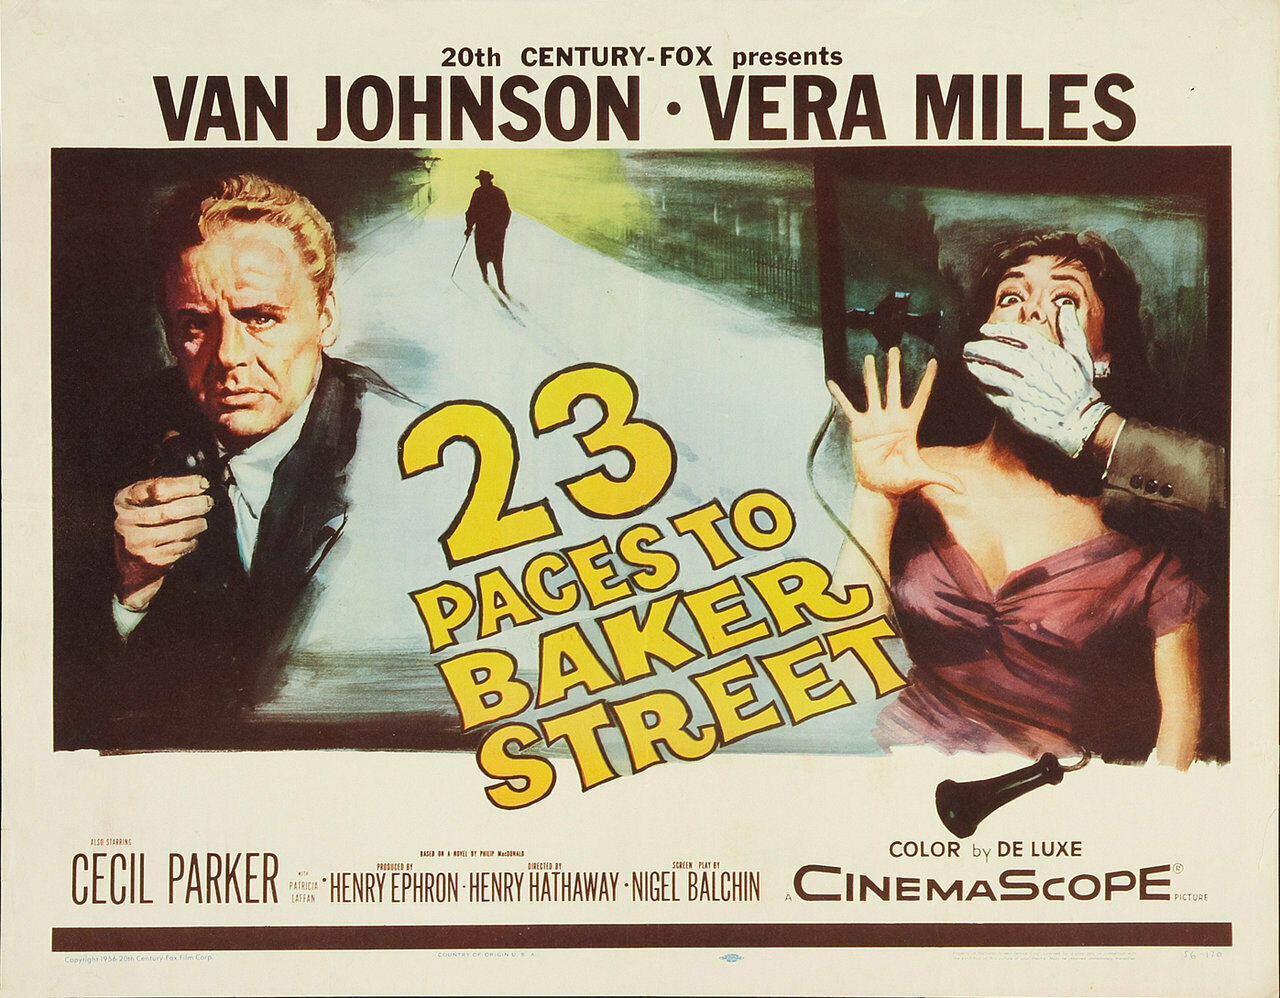 20th CENTURY-FOX presents
VAN JOHNSON · VERA MILES
23
PACES TO
BAKER
STREET
ALSO STARRING
CECIL PARKER
WITH
PATRICIA
LAFFAN
BASED ON A NOVEL BY PHILIP MacDONALD
PRODUCED BY
HENRY EPHRON ·
DIRECTED BY
HENRY HATHAWAY ·
SCREEN PLAY BY
NIGEL BALCHIN
COLOR by DE LUXE
A CINEMASCOPE® PICTURE
Copyright 1956 20th Century-Fox Film Corp.
COUNTRY OF ORIGIN U. S. A.
56-170